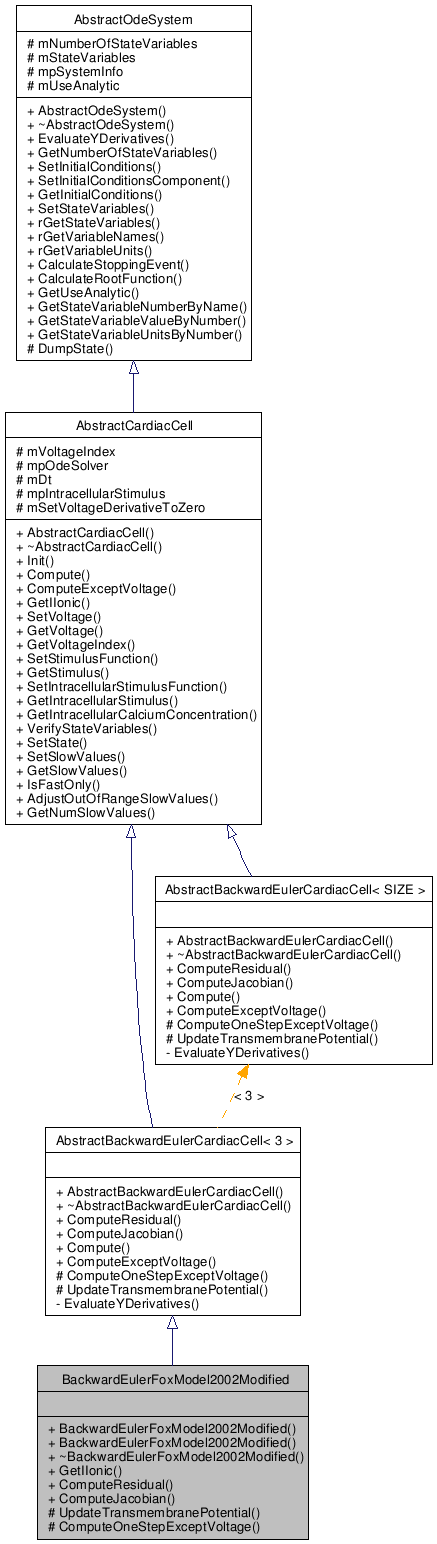 AbstractOdeSystem
# mNumberOfStateVariables
# mStateVariables
# mpSystemInfo
# mUseAnalytic
+ AbstractOdeSystem()
+ ~AbstractOdeSystem()
+ EvaluateYDerivatives()
+ GetNumberOfStateVariables()
+ SetInitialConditions()
+ SetInitialConditionsComponent()
+ GetInitialConditions()
+ SetStateVariables()
+ rGetStateVariables()
+ rGetVariableNames()
+ rGetVariableUnits()
+ CalculateStoppingEvent()
+ CalculateRootFunction()
+ GetUseAnalytic()
+ GetStateVariableNumberByName()
+ GetStateVariableValueByNumber()
+ GetStateVariableUnitsByNumber()
# DumpState()
AbstractCardiacCell
# mVoltageIndex
# mpOdeSolver
# mDt
# mpIntracellularStimulus
# mSetVoltageDerivativeToZero
+ AbstractCardiacCell()
+ ~AbstractCardiacCell()
+ Init()
+ Compute()
+ ComputeExceptVoltage()
+ GetIIonic()
+ SetVoltage()
+ GetVoltage()
+ GetVoltageIndex()
+ SetStimulusFunction()
+ GetStimulus()
+ SetIntracellularStimulusFunction()
+ GetIntracellularStimulus()
+ GetIntracellularCalciumConcentration()
+ VerifyStateVariables()
+ SetState()
+ SetSlowValues()
+ GetSlowValues()
+ IsFastOnly()
+ AdjustOutOfRangeSlowValues()
+ GetNumSlowValues()
AbstractBackwardEulerCardiacCell< SIZE >
+ AbstractBackwardEulerCardiacCell()
+ ~AbstractBackwardEulerCardiacCell()
+ ComputeResidual()
+ ComputeJacobian()
+ Compute()
+ ComputeExceptVoltage()
# ComputeOneStepExceptVoltage()
# UpdateTransmembranePotential()
- EvaluateYDerivatives()
< 3 >
AbstractBackwardEulerCardiacCell< 3 >
+ AbstractBackwardEulerCardiacCell()
+ ~AbstractBackwardEulerCardiacCell()
+ ComputeResidual()
+ ComputeJacobian()
+ Compute()
+ ComputeExceptVoltage()
# ComputeOneStepExceptVoltage()
# UpdateTransmembranePotential()
- EvaluateYDerivatives()
BackwardEulerFoxModel2002Modified
+ BackwardEulerFoxModel2002Modified()
+ BackwardEulerFoxModel2002Modified()
+ ~BackwardEulerFoxModel2002Modified()
+ GetIIonic()
+ ComputeResidual()
+ ComputeJacobian()
# UpdateTransmembranePotential()
# ComputeOneStepExceptVoltage()